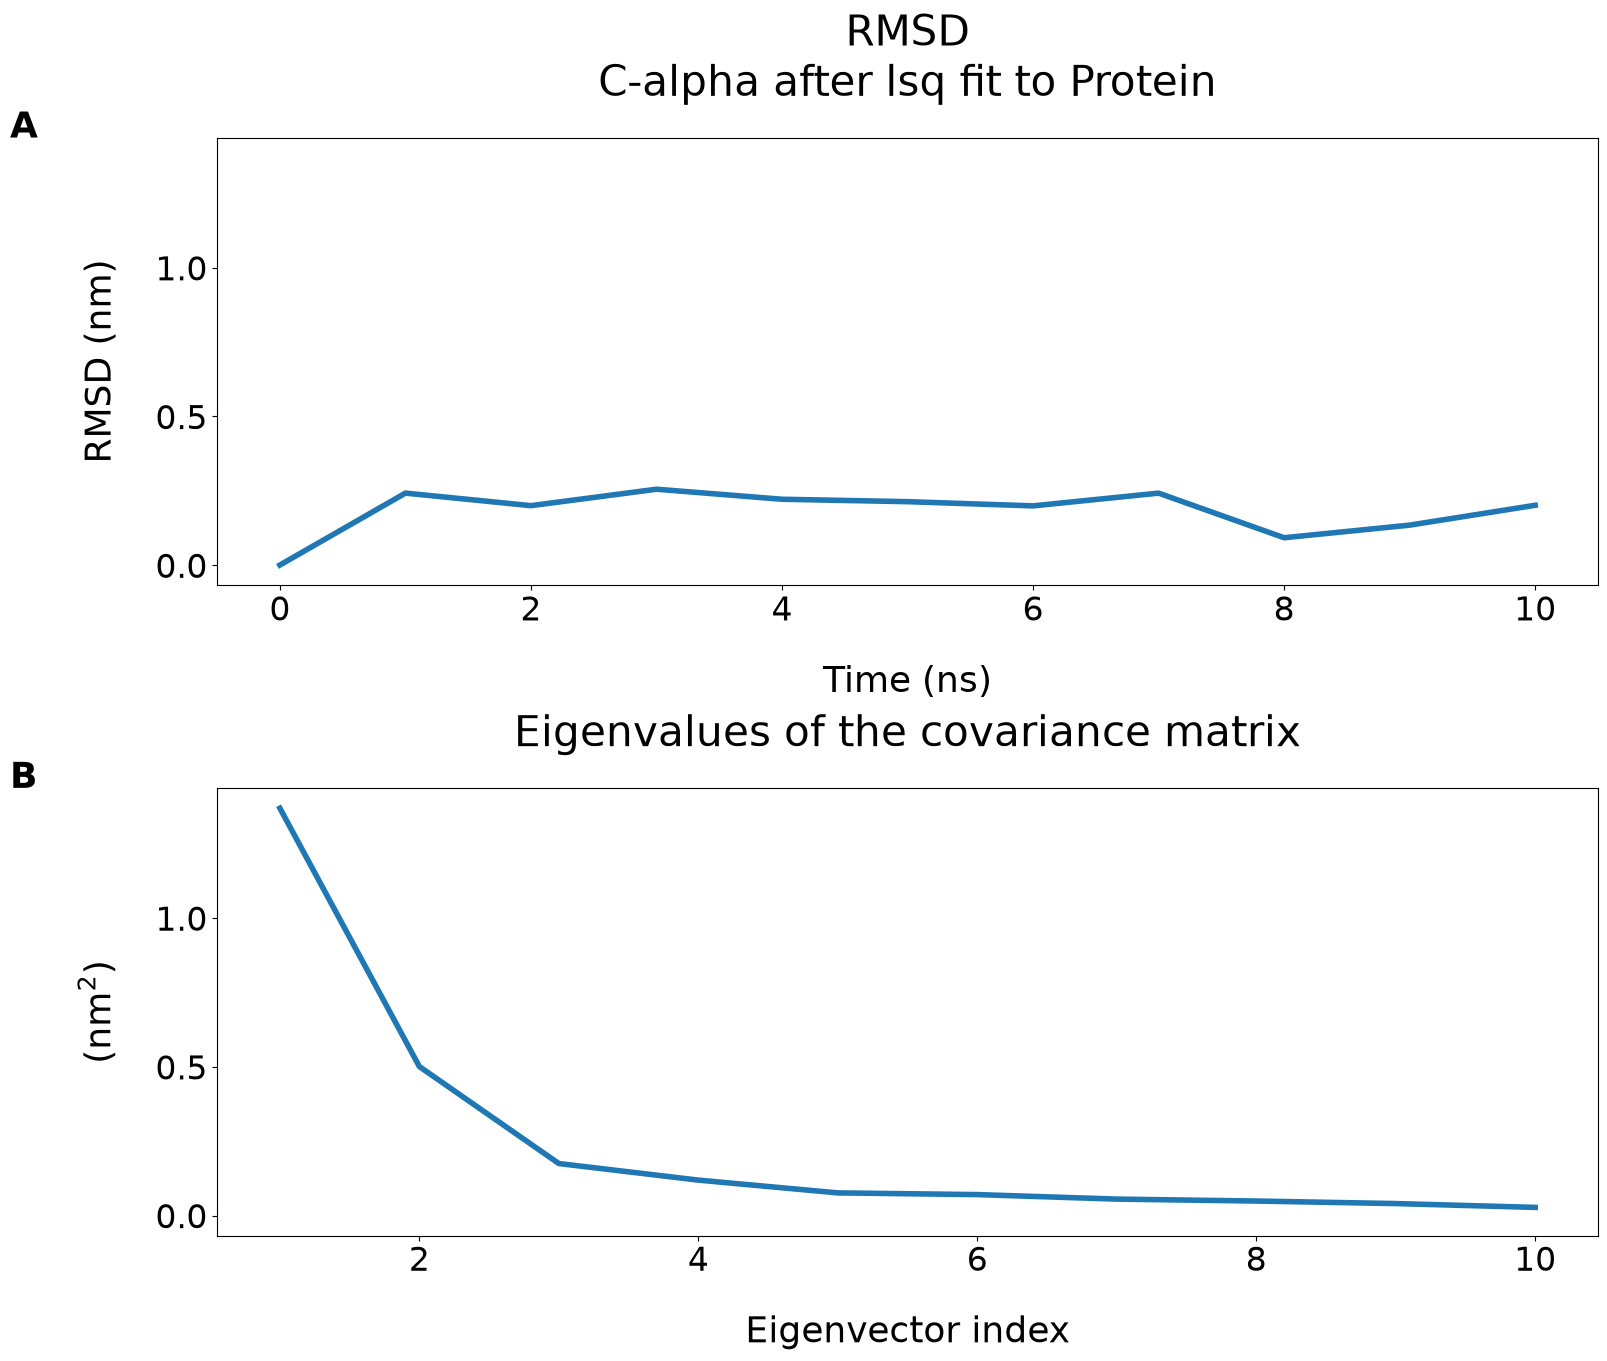 RMSD
C-alpha after lsq fit to Protein
A
RMSD (nm)
1.0
0.5
0.0
0 2 4 6 8 10
Time (ns)
Eigenvalues of the covariance matrix
B
(nm²)
1.0
0.5
0.0
2 4 6 8 10
Eigenvector index